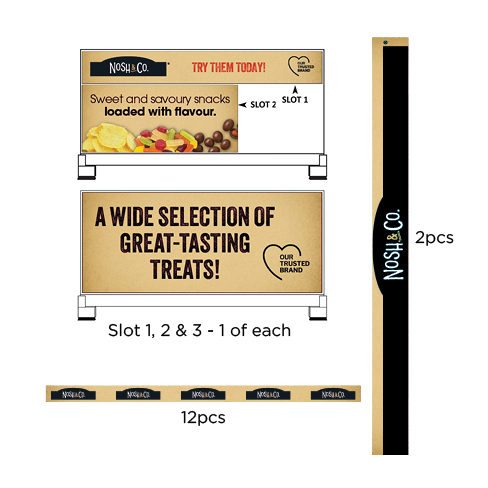 NOSH&CO.
TRY THEM TODAY!
OUR
TRUSTED
BRAND
Sweet and savoury snacks
loaded with flavour.
SLOT 2
SLOT 1
A WIDE SELECTION OF
GREAT-TASTING
TREATS!
OUR
TRUSTED
BRAND
Slot 1, 2 & 3 - 1 of each
NOSH&CO.
2pcs
NOSH&CO. NOSH&CO. NOSH&CO. NOSH&CO. NOSH&CO.
12pcs